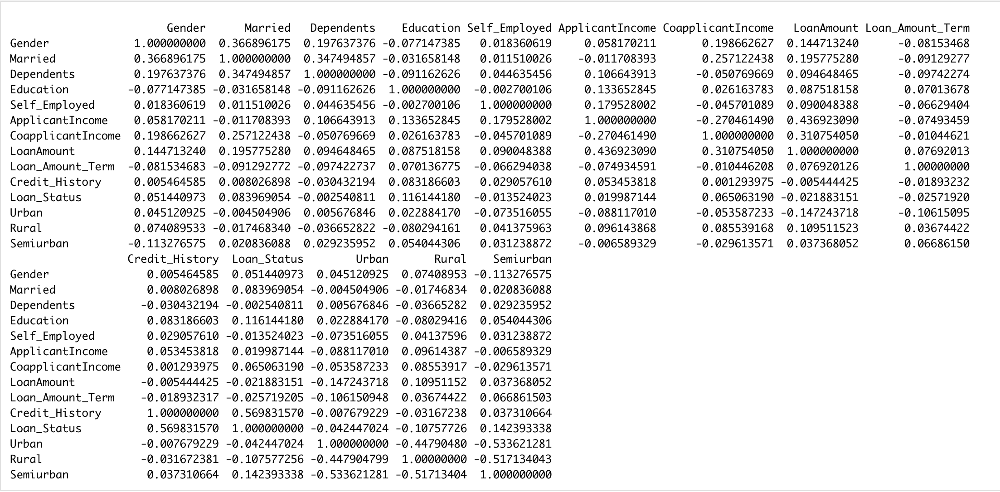 Gender Married Dependents Education Self_Employed ApplicantIncome CoapplicantIncome LoanAmount Loan_Amount_Term
Gender 1.000000000 0.366896175 0.197637376 -0.077147385 0.018360619 0.058170211 0.198662627 0.144713240 -0.08153468
Married 0.366896175 1.000000000 0.347494857 -0.031658148 0.011510026 -0.011708393 0.257122438 0.195775280 -0.09129277
Dependents 0.197637376 0.347494857 1.000000000 -0.091162626 0.044635456 0.106643913 -0.050769669 0.094648465 -0.09742274
Education -0.077147385 -0.031658148 -0.091162626 1.000000000 -0.002700106 0.133652845 0.026163783 0.087518158 0.07013678
Self_Employed 0.018360619 0.011510026 0.044635456 -0.002700106 1.000000000 0.179528002 -0.045701089 0.090048388 -0.06629404
ApplicantIncome 0.058170211 -0.011708393 0.106643913 0.133652845 0.179528002 1.000000000 -0.270461490 0.436923090 -0.07493459
CoapplicantIncome 0.198662627 0.257122438 -0.050769669 0.026163783 -0.045701089 -0.270461490 1.000000000 0.310754050 -0.01044621
LoanAmount 0.144713240 0.195775280 0.094648465 0.087518158 0.090048388 0.436923090 0.310754050 1.000000000 0.07692013
Loan_Amount_Term -0.081534683 -0.091292772 -0.097422737 0.070136775 -0.066294038 -0.074934591 -0.010446208 0.076920126 1.00000000
Credit_History 0.005464585 0.008026898 -0.030432194 0.083186603 0.029057610 0.053453818 0.001293975 -0.005444425 -0.01893232
Loan_Status 0.051440973 0.083969054 -0.002540811 0.116144180 -0.013524023 0.019987144 0.065063190 -0.021883151 -0.02571920
Urban 0.045120925 -0.004504906 0.005676846 0.022884170 -0.073516055 -0.088117010 -0.053587233 -0.147243718 -0.10615095
Rural 0.074089533 -0.017468340 -0.036652822 -0.080294161 0.041375963 0.096143868 0.085539168 0.109511523 0.03674422
Semiurban -0.113276575 0.020836088 0.029235952 0.054044306 0.031238872 -0.006589329 -0.029613571 0.037368052 0.06686150
Credit_History Loan_Status Urban Rural Semiurban
Gender 0.005464585 0.051440973 0.045120925 0.07408953 -0.113276575
Married 0.008026898 0.083969054 -0.004504906 -0.01746834 0.020836088
Dependents -0.030432194 -0.002540811 0.005676846 -0.03665282 0.029235952
Education 0.083186603 0.116144180 0.022884170 -0.08029416 0.054044306
Self_Employed 0.029057610 -0.013524023 -0.073516055 0.04137596 0.031238872
ApplicantIncome 0.053453818 0.019987144 -0.088117010 0.09614387 -0.006589329
CoapplicantIncome 0.001293975 0.065063190 -0.053587233 0.08553917 -0.029613571
LoanAmount -0.005444425 -0.021883151 -0.147243718 0.10951152 0.037368052
Loan_Amount_Term -0.018932317 -0.025719205 -0.106150948 0.03674422 0.066861503
Credit_History 1.000000000 0.569831570 -0.007679229 -0.03167238 0.037310664
Loan_Status 0.569831570 1.000000000 -0.042447024 -0.10757726 0.142393338
Urban -0.007679229 -0.042447024 1.000000000 -0.44790480 -0.533621281
Rural -0.031672381 -0.107577256 -0.447904799 1.00000000 -0.517134043
Semiurban 0.037310664 0.142393338 -0.533621281 -0.51713404 1.000000000